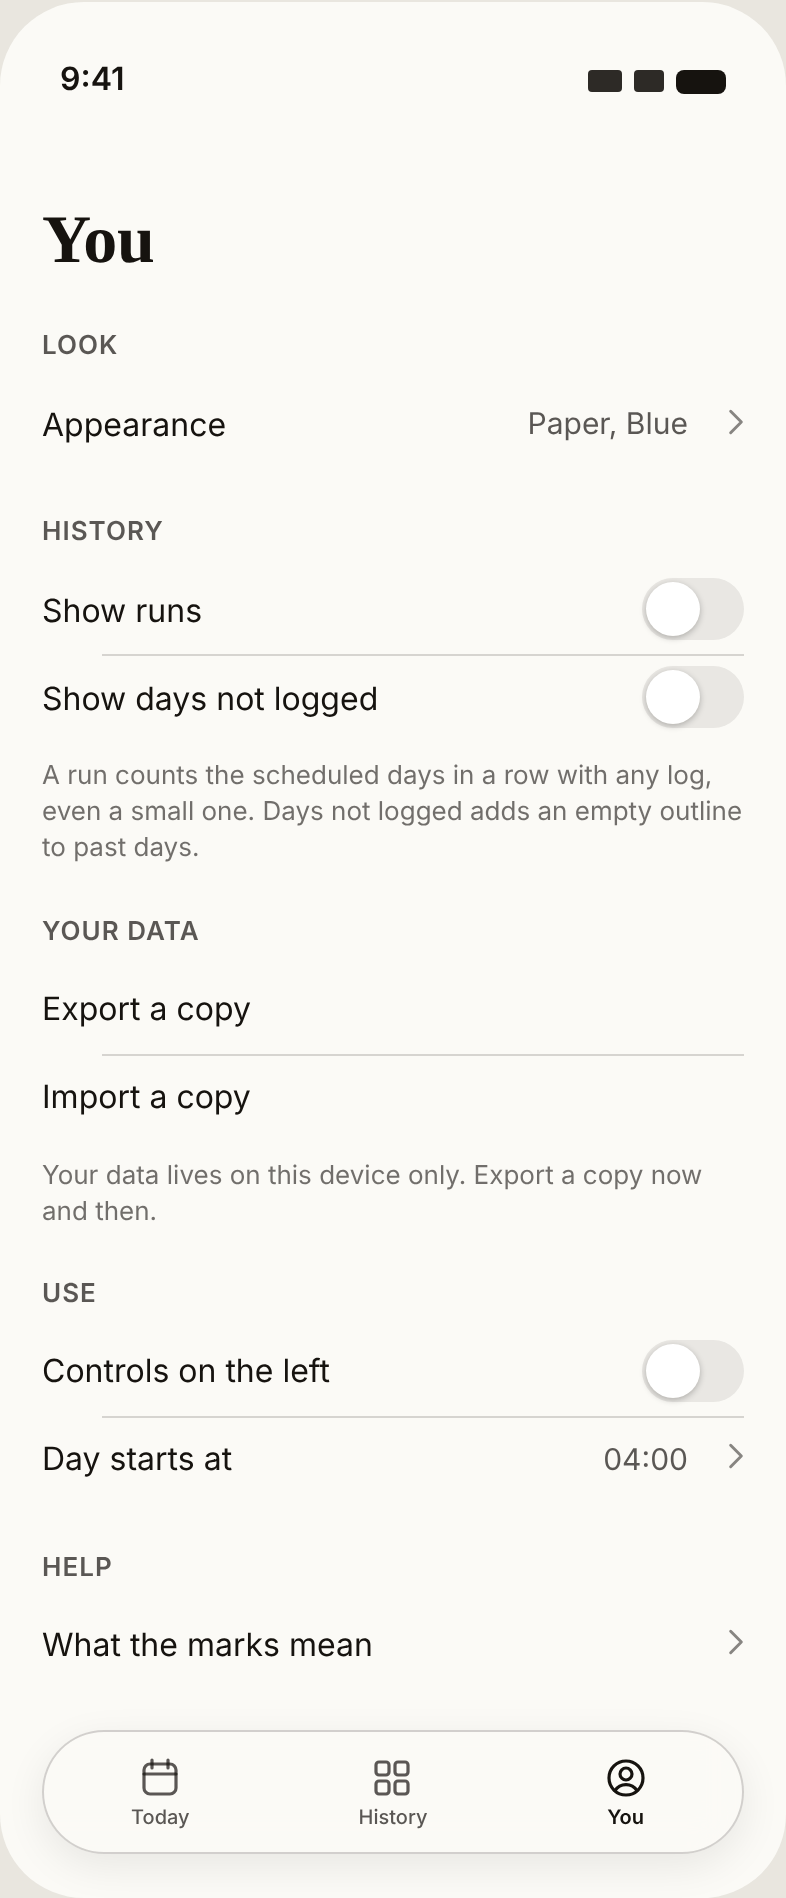 9:41
You
LOOK
Appearance
Paper, Blue
HISTORY
Show runs
Show days not logged
A run counts the scheduled days in a row with any log,
even a small one. Days not logged adds an empty outline
to past days.
YOUR DATA
Export a copy
Import a copy
Your data lives on this device only. Export a copy now
and then.
USE
Controls on the left
Day starts at
04:00
HELP
What the marks mean
Today
History
You